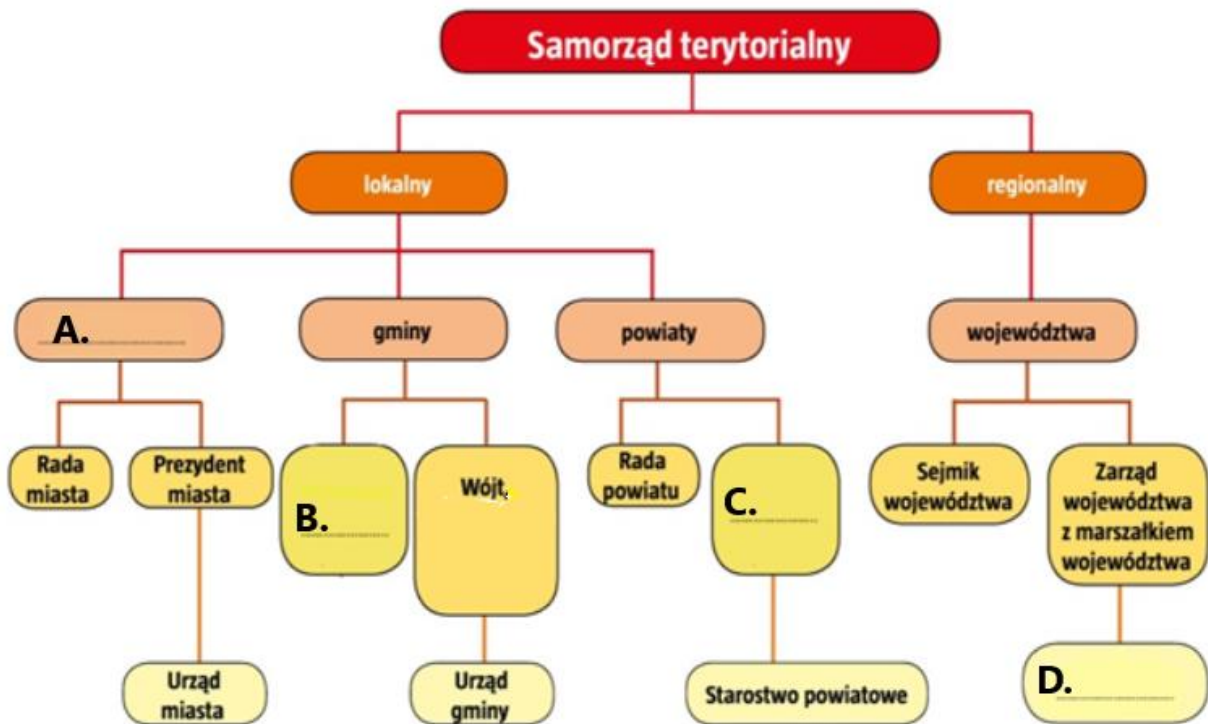 Samorząd terytorialny
lokalny
regionalny
A.
gminy
powiaty
województwa
Rada
miasta
Prezydent
miasta
B.
Wójt,
Rada
powiatu
C.
Sejmik
województwa
Zarząd
województwa
z marszałkiem
województwa
Urząd
miasta
Urząd
gminy
Starostwo powiatowe
D.